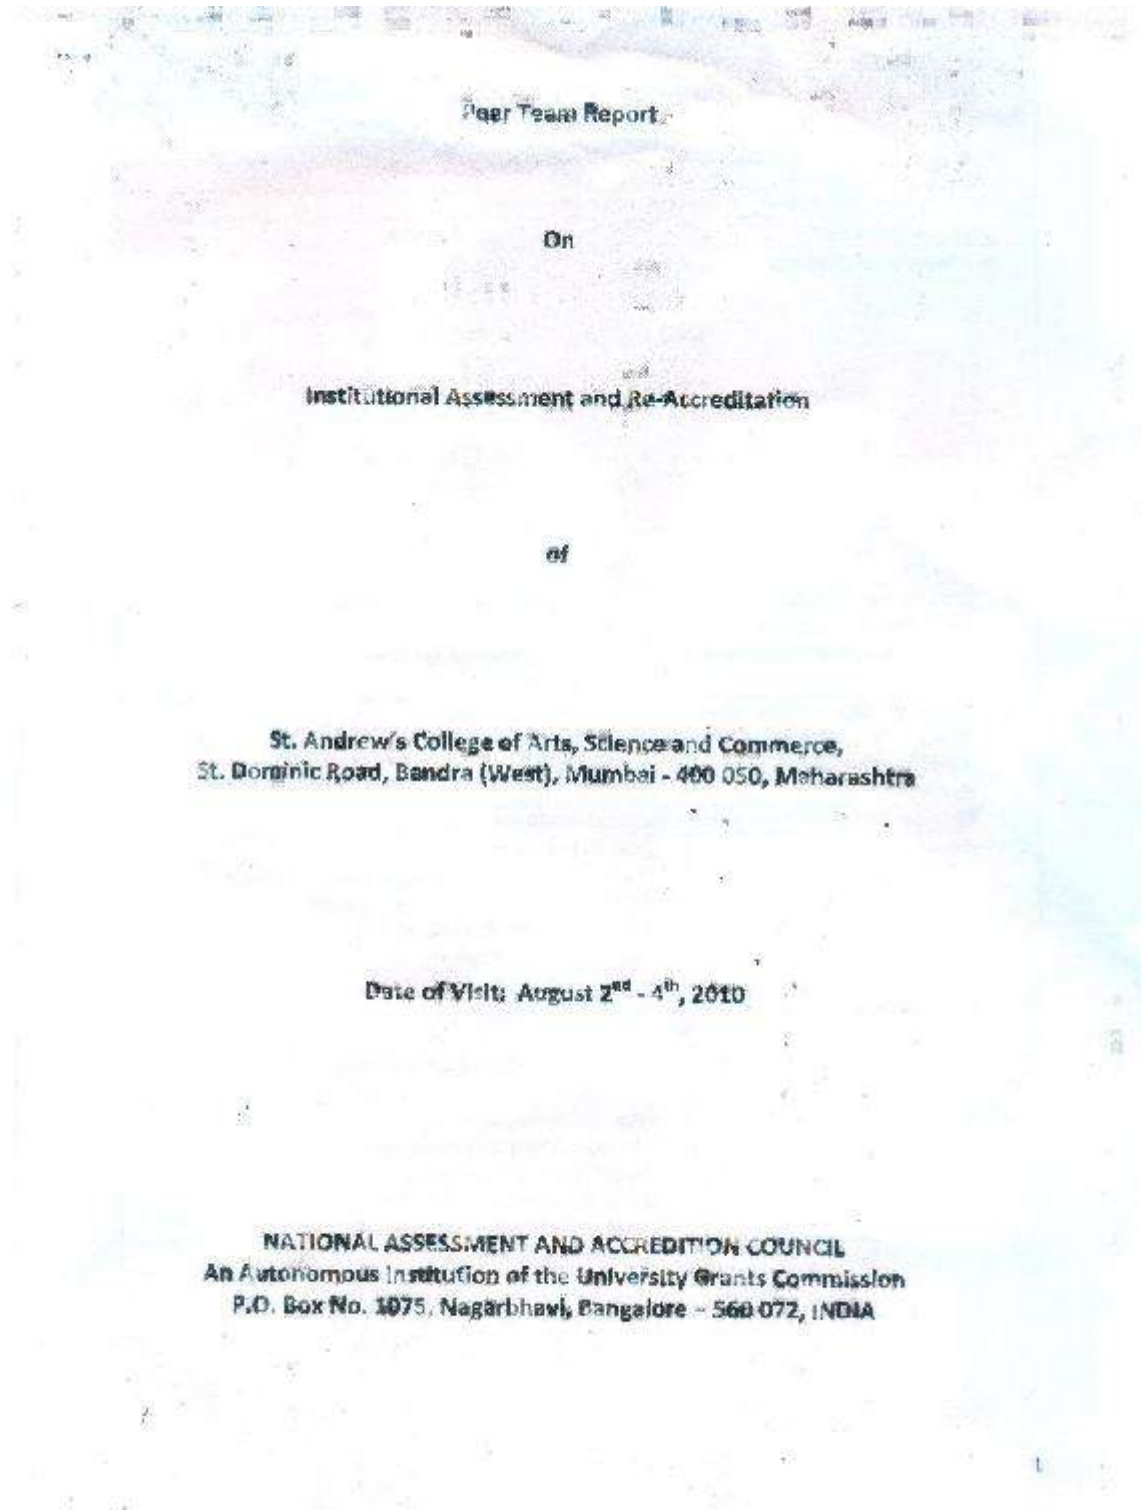 Peer Team Report
On
Institutional Assessment and Re-Accreditation
of
St. Andrew's College of Arts, Science and Commerce,
St. Dominic Road, Bandra (West), Mumbai - 400 050, Maharashtra
Date of Visit: August 2nd - 4th, 2010
NATIONAL ASSESSMENT AND ACCREDITION COUNCIL
An Autonomous Institution of the University Grants Commission
P.O. Box No. 1075, Nagarbhavi, Bangalore – 560 072, INDIA
1